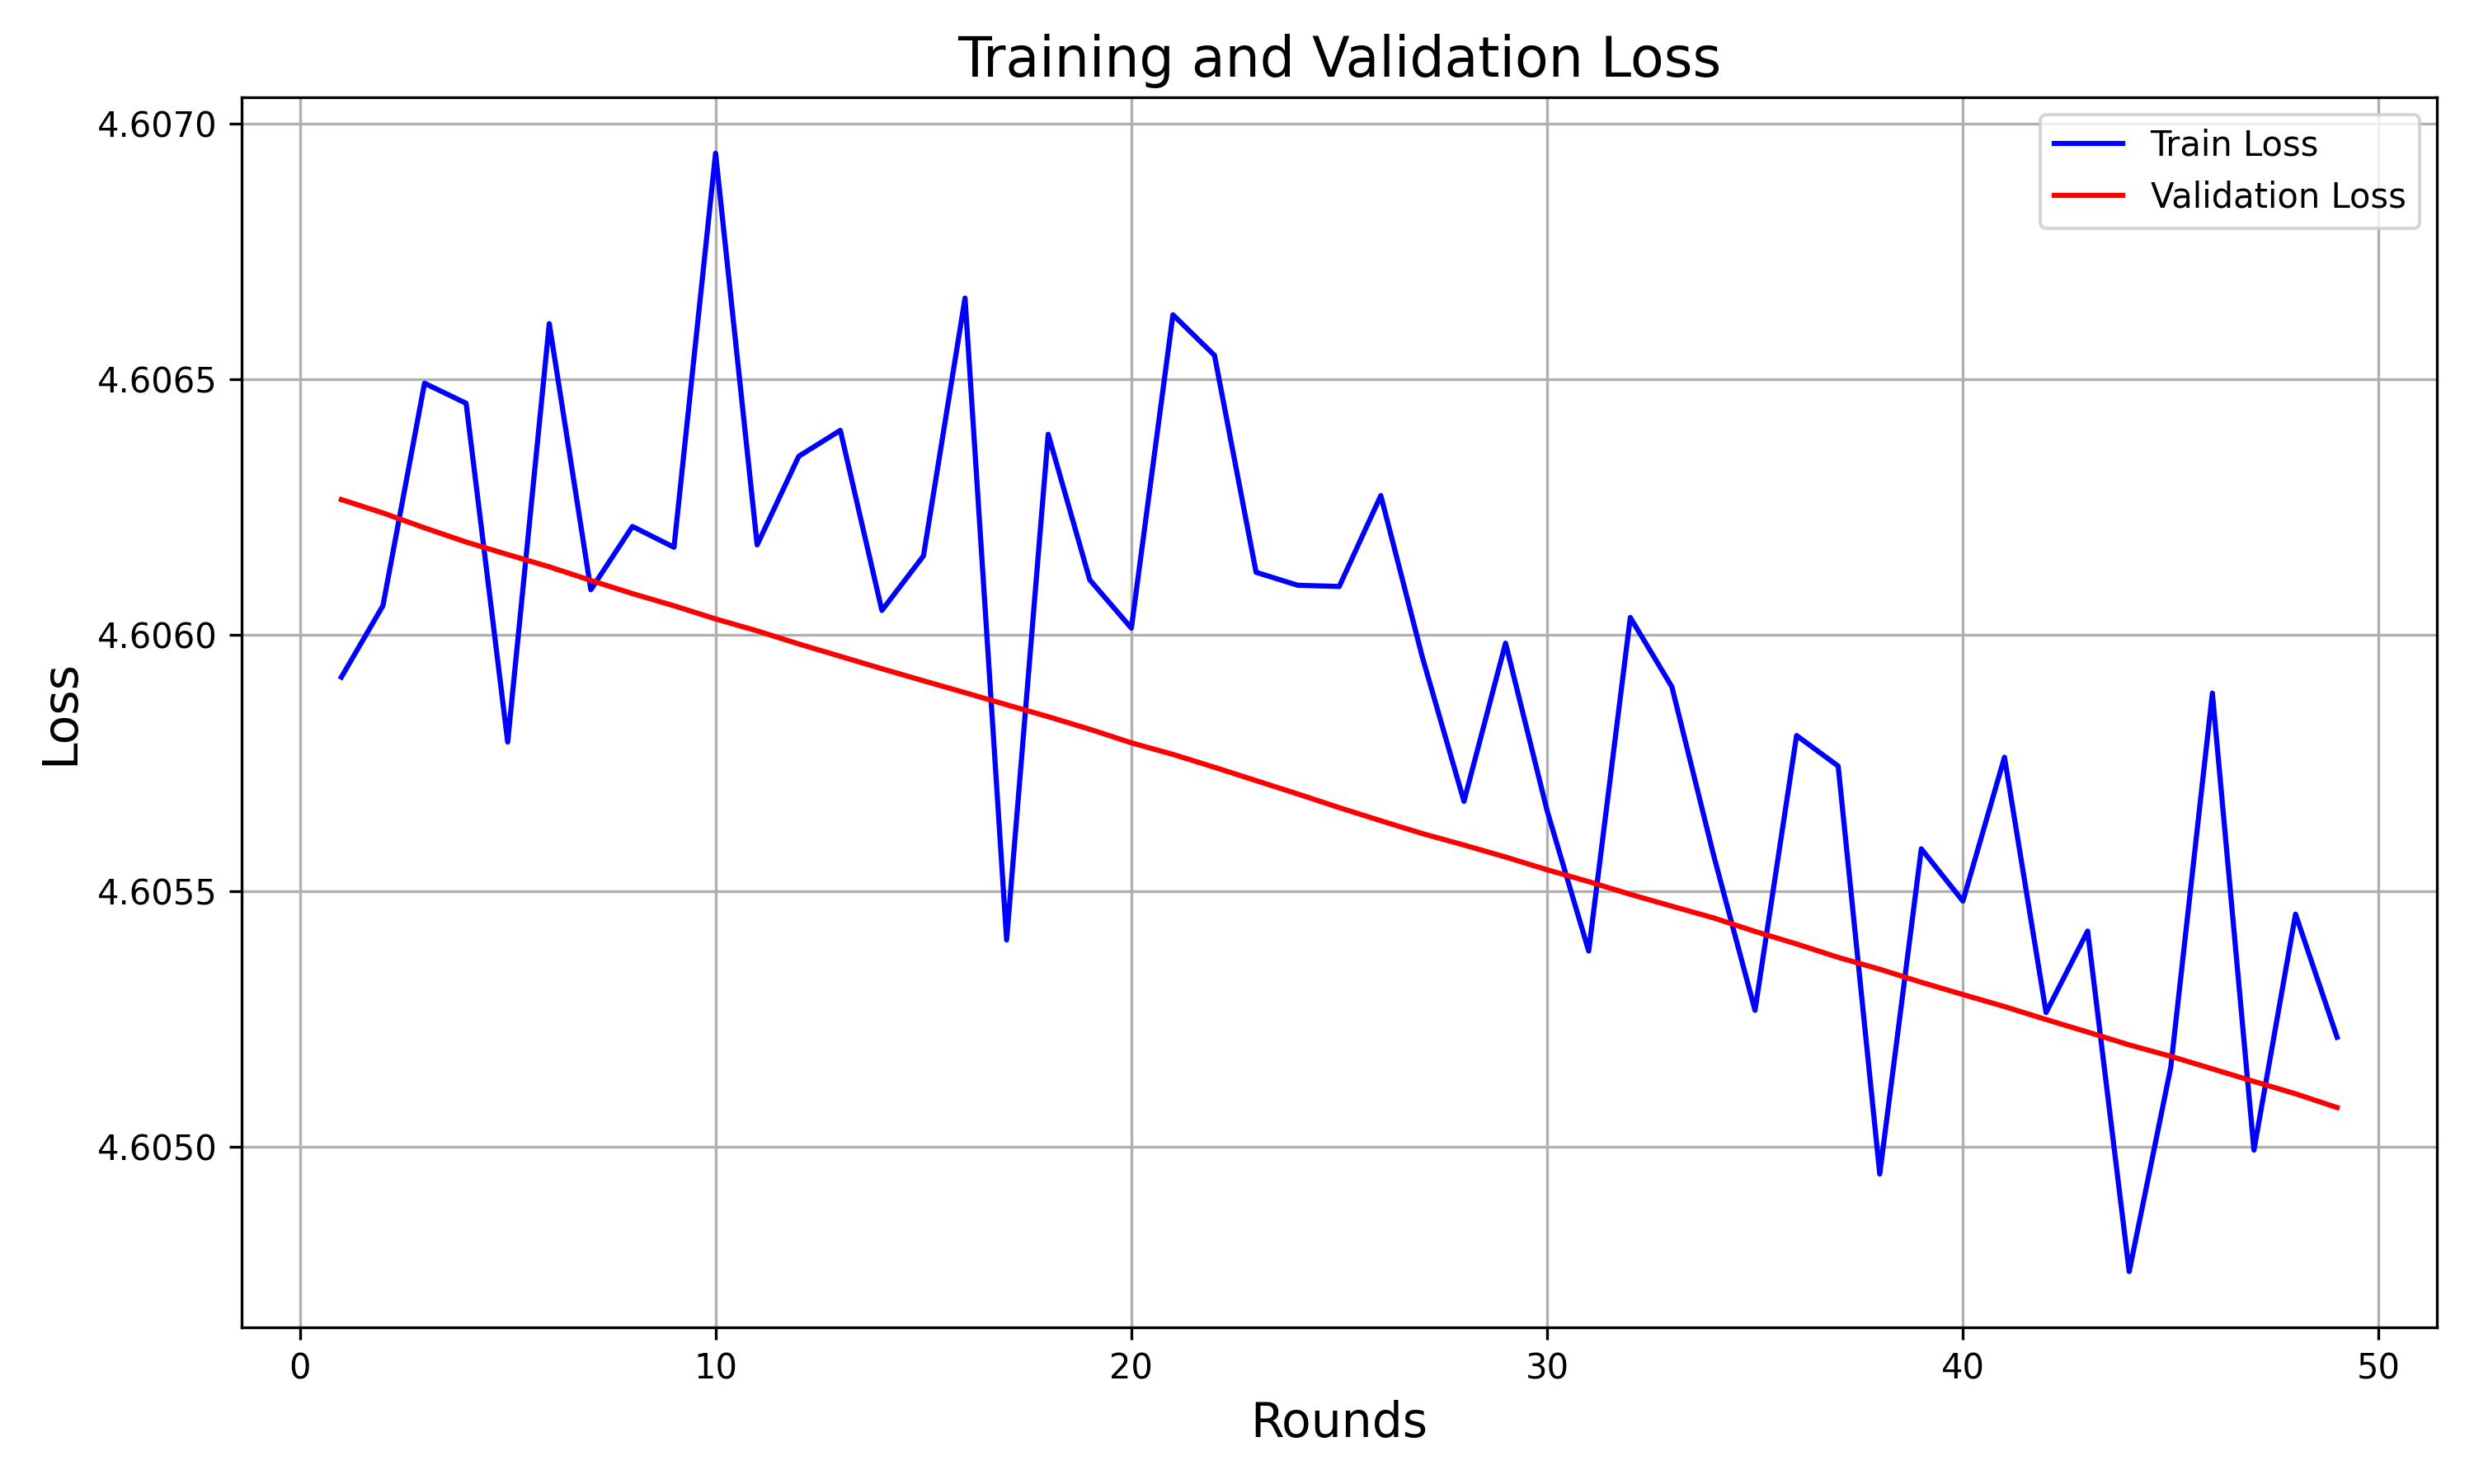 Training and Validation Loss
Train Loss
Validation Loss
4.6070
4.6065
4.6060
4.6055
4.6050
Loss
0 10 20 30 40 50
Rounds